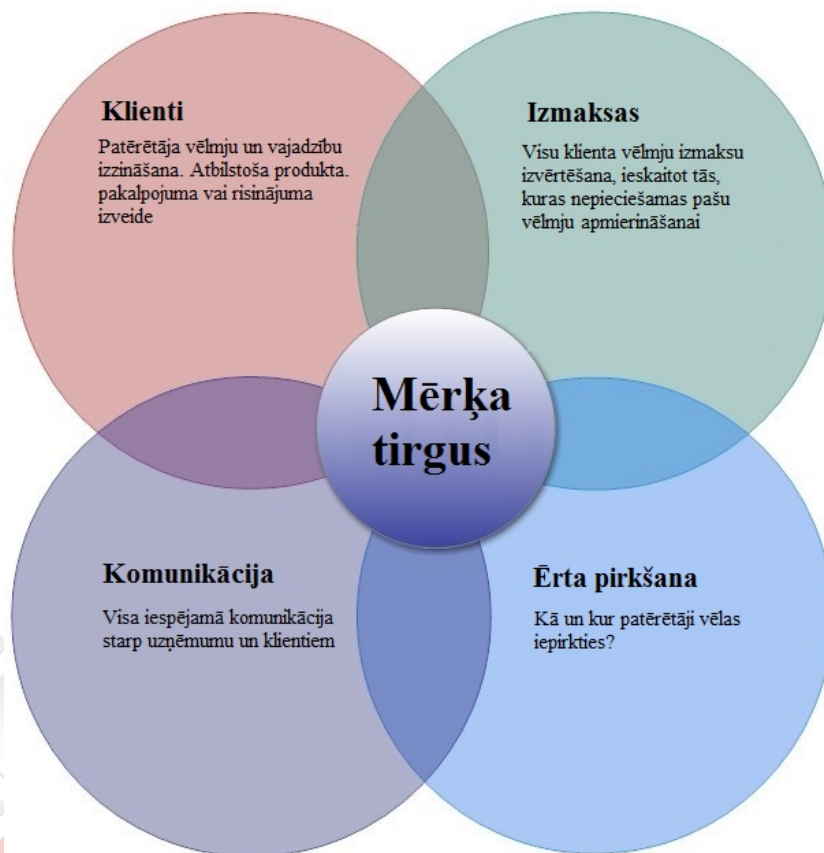 Klienti
Patērētāja vēlmju un vajadzību
izzināšana. Atbilstoša produkta.
pakalpojuma vai risinājuma
izveide
Izmaksas
Visu klienta vēlmju izmaksu
izvērtēšana, ieskaitot tās,
kuras nepieciešamas pašu
vēlmju apmierināšanai
Mērķa
tirgus
Komunikācija
Visa iespējamā komunikācija
starp uzņēmumu un klientiem
Ērta pirkšana
Kā un kur patērētāji vēlas
iepirkties?